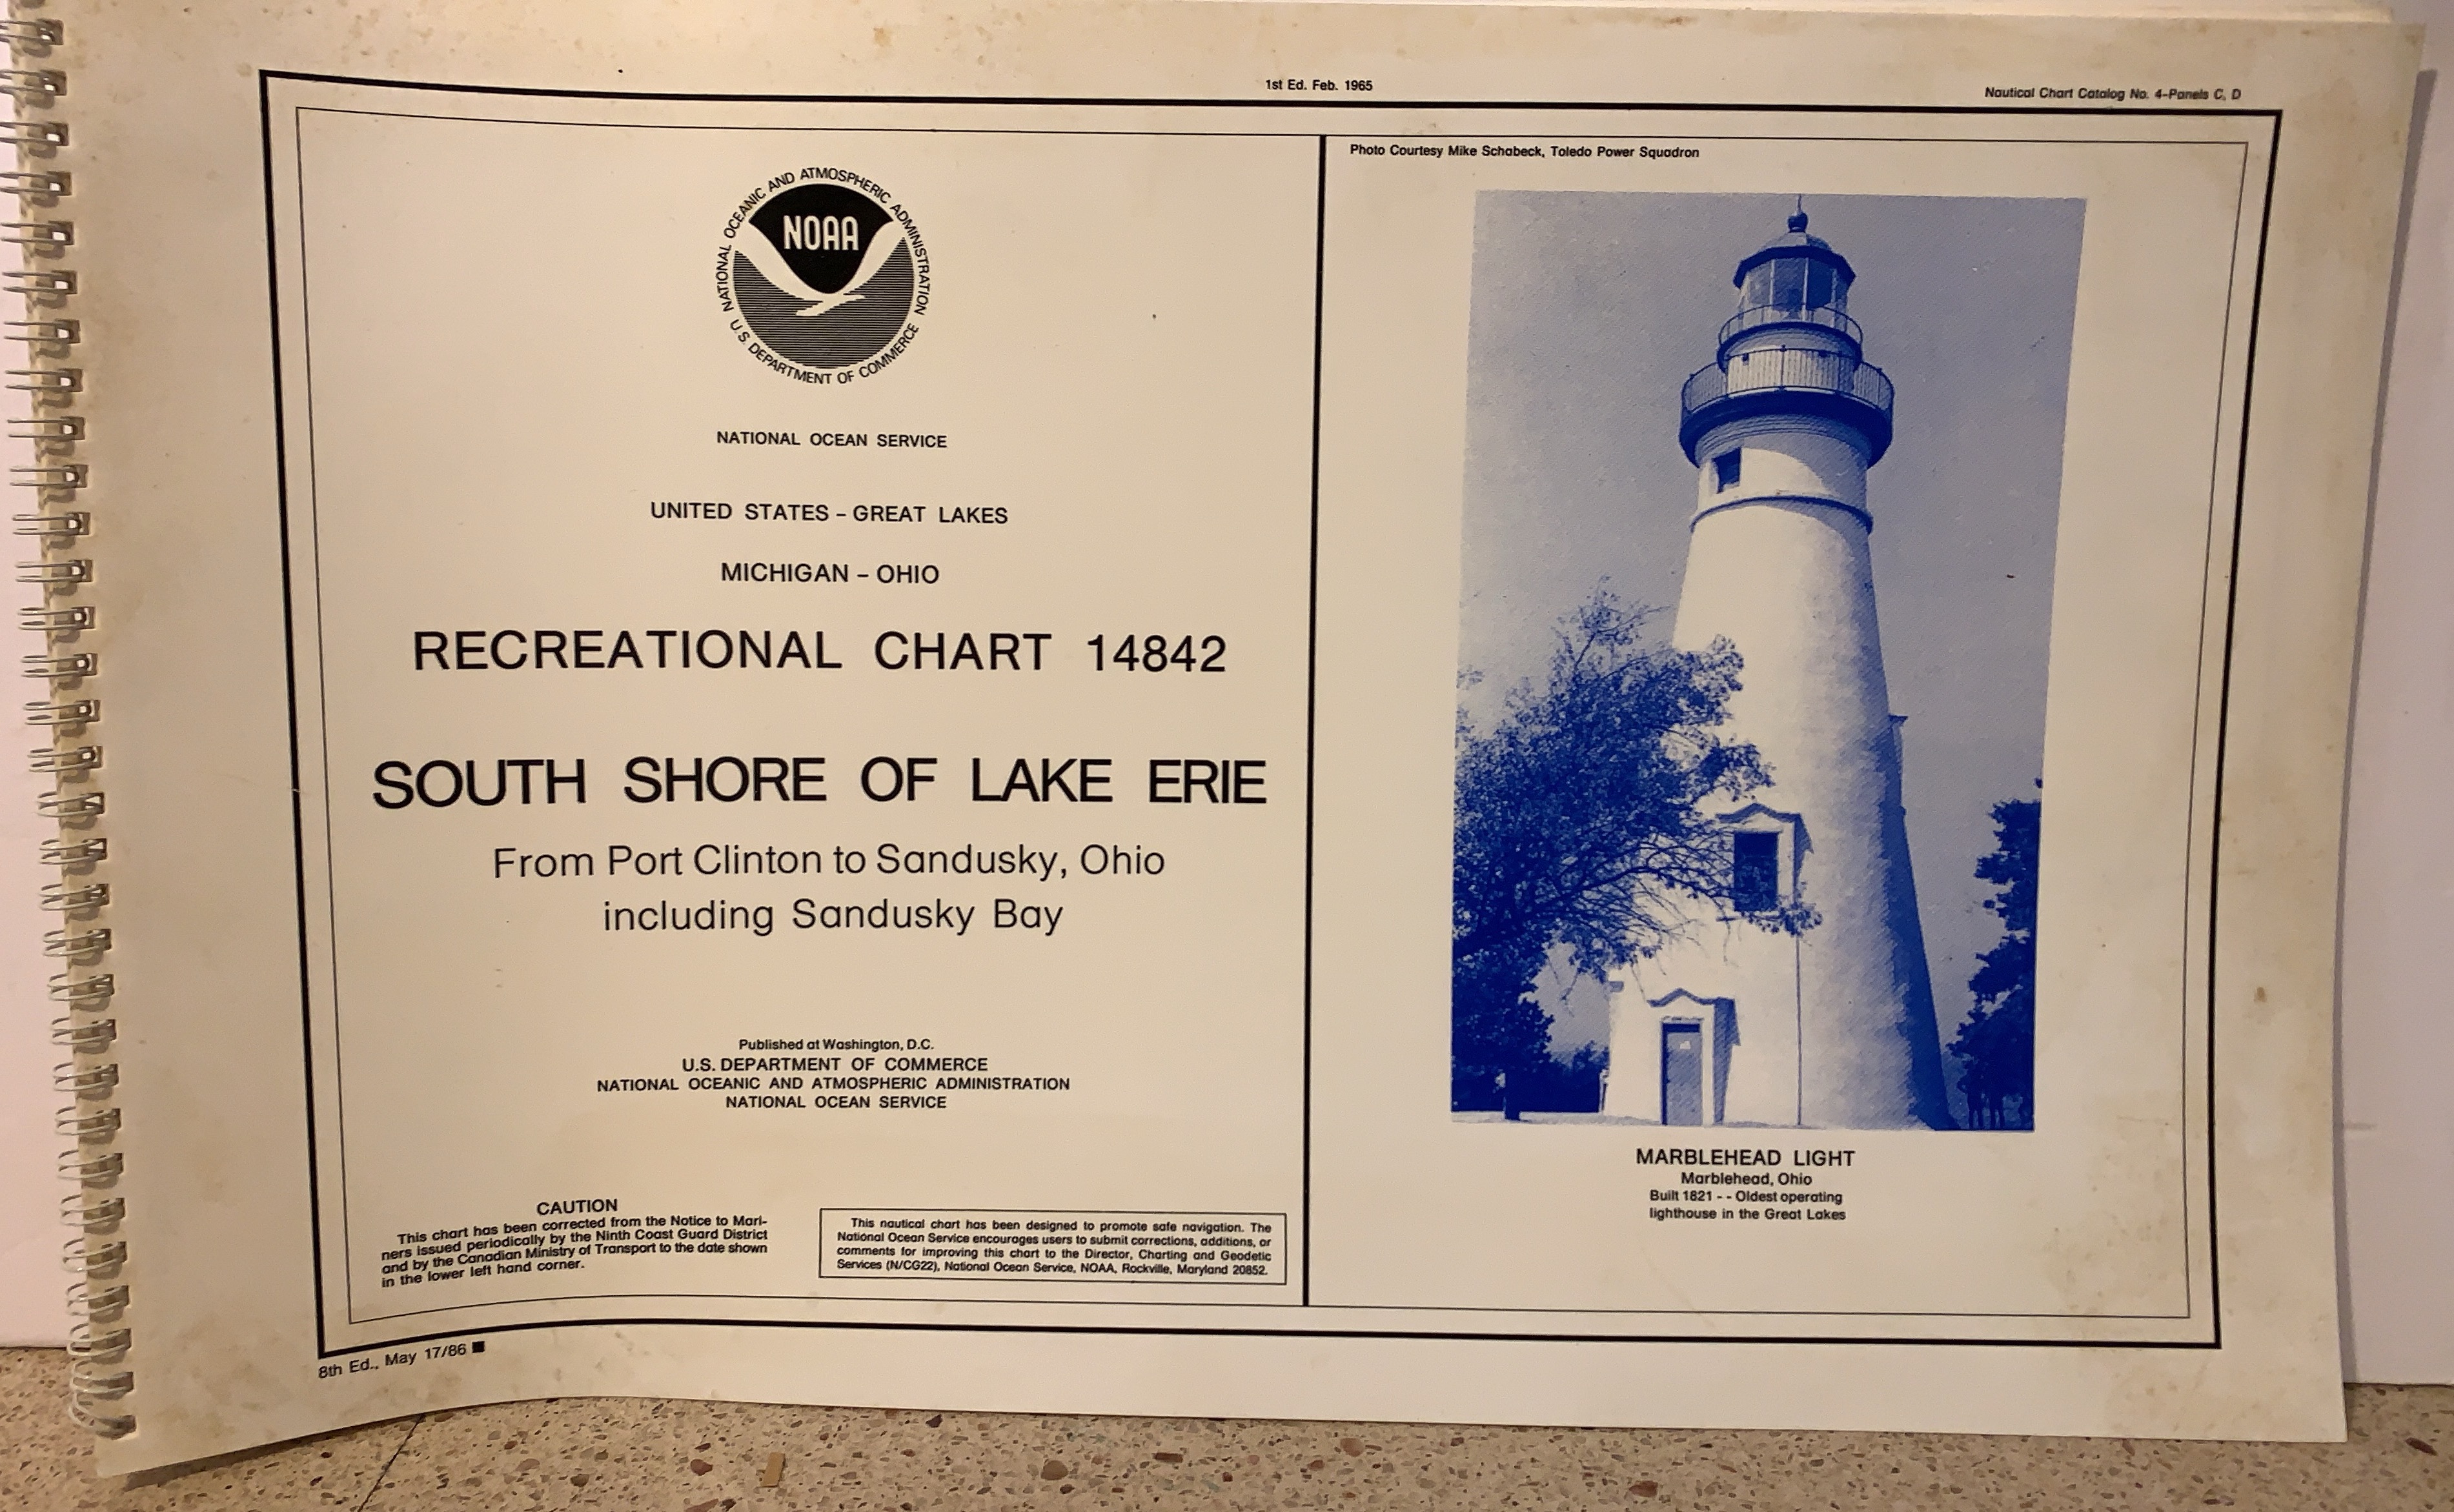 1st Ed. Feb. 1965
Nautical Chart Catalog No. 4-Panels C, D
NATIONAL OCEANIC AND ATMOSPHERIC ADMINISTRATION
U.S. DEPARTMENT OF COMMERCE
NOAA
NATIONAL OCEAN SERVICE
UNITED STATES - GREAT LAKES
MICHIGAN - OHIO
RECREATIONAL CHART 14842
SOUTH SHORE OF LAKE ERIE
From Port Clinton to Sandusky, Ohio
including Sandusky Bay
Published at Washington, D.C.
U.S. DEPARTMENT OF COMMERCE
NATIONAL OCEANIC AND ATMOSPHERIC ADMINISTRATION
NATIONAL OCEAN SERVICE
CAUTION
This chart has been corrected from the Notice to Mari-
ners issued periodically by the Ninth Coast Guard District
and by the Canadian Ministry of Transport to the date shown
in the lower left hand corner.
This nautical chart has been designed to promote safe navigation. The
National Ocean Service encourages users to submit corrections, additions, or
comments for improving this chart to the Director, Charting and Geodetic
Services (N/CG22), National Ocean Service, NOAA, Rockville, Maryland 20852.
Photo Courtesy Mike Schabeck, Toledo Power Squadron
MARBLEHEAD LIGHT
Marblehead, Ohio
Built 1821 - - Oldest operating
lighthouse in the Great Lakes
8th Ed., May 17/86